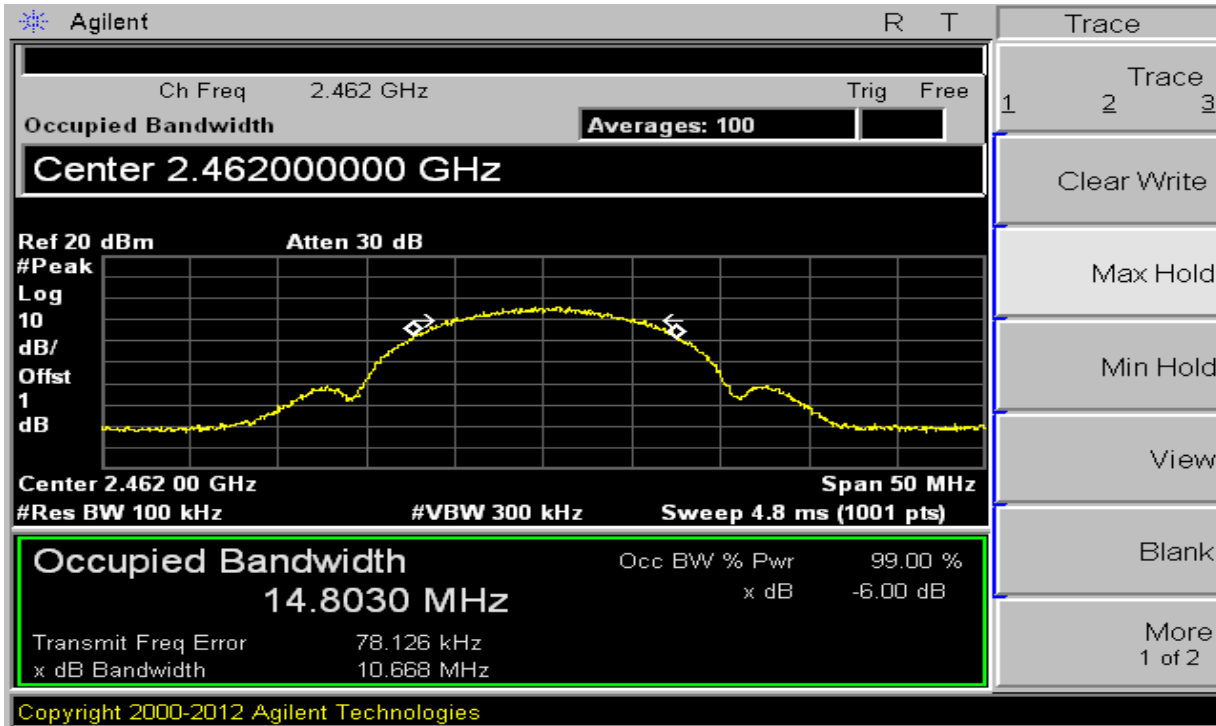 Agilent R T
Ch Freq 2.462 GHz Trig Free
Occupied Bandwidth Averages: 100
Center 2.462000000 GHz
Ref 20 dBm Atten 30 dB
#Peak
Log
10
dB/
Offst
1
dB
Center 2.462 00 GHz Span 50 MHz
#Res BW 100 kHz #VBW 300 kHz Sweep 4.8 ms (1001 pts)
Occupied Bandwidth Occ BW % Pwr 99.00 %
14.8030 MHz x dB -6.00 dB
Transmit Freq Error 78.126 kHz
x dB Bandwidth 10.668 MHz
Copyright 2000-2012 Agilent Technologies
Trace
Trace
1 2 3
Clear Write
Max Hold
Min Hold
View
Blank
More
1 of 2